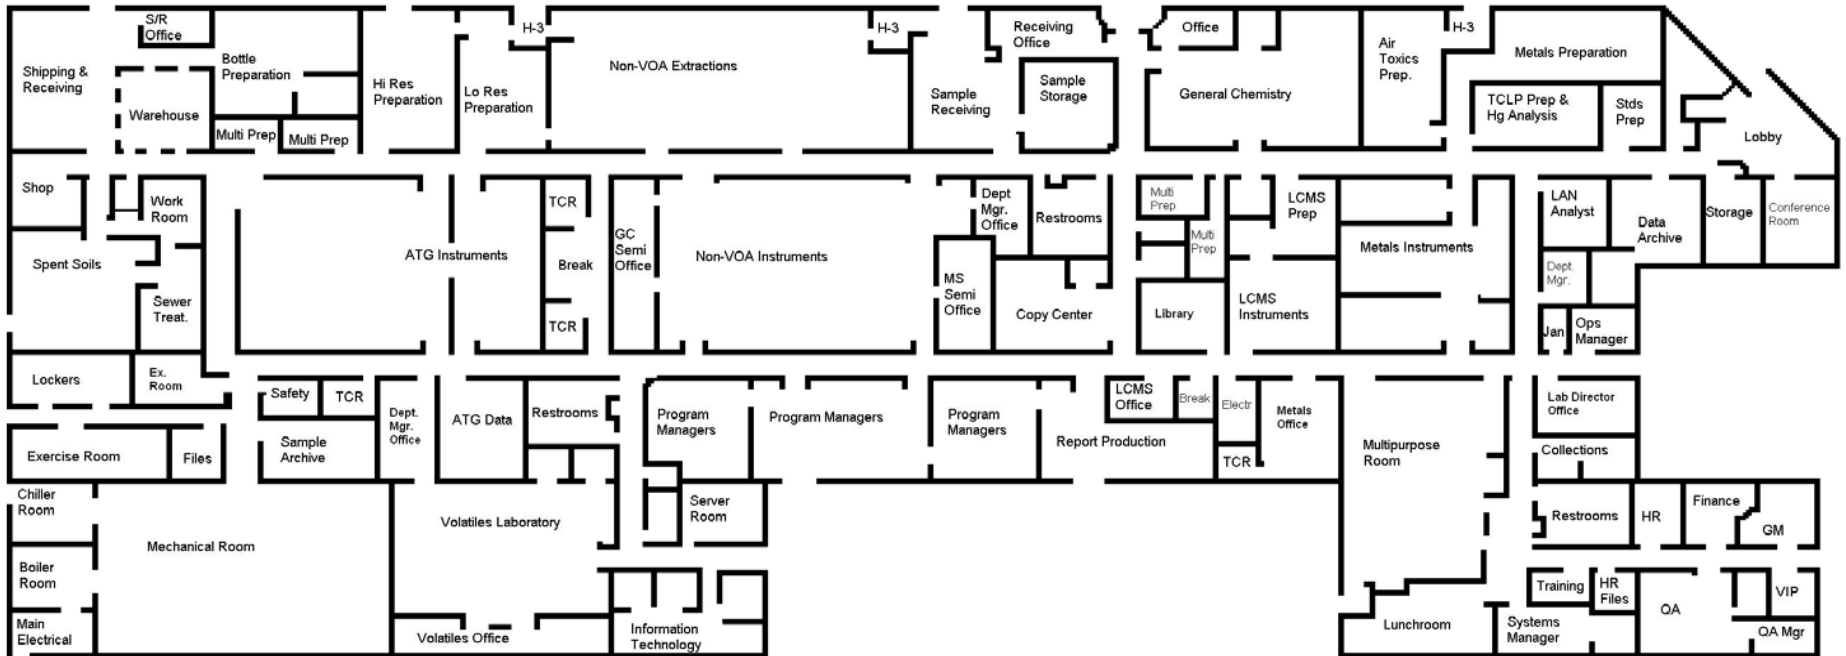 S/R
Office
H-3
H-3
Receiving
Office
Office
H-3
Shipping &
Receiving
Bottle
Preparation
Hi Res
Preparation
Lo Res
Preparation
Non-VOA Extractions
Sample
Receiving
Sample
Storage
General Chemistry
Air
Toxics
Prep.
Metals Preparation
TCLP Prep &
Hg Analysis
Stds
Prep
Lobby
Warehouse
Multi Prep
Multi Prep
Shop
Work
Room
TCR
GC
Semi
Office
Non-VOA Instruments
Dept
Mgr.
Office
Restrooms
Multi
Prep
Multi
Prep
LCMS
Prep
Metals Instruments
LAN
Analyst
Data
Archive
Storage
Conference
Room
Spent Soils
ATG Instruments
Break
Sewer
Treat.
TCR
MS
Semi
Office
Copy Center
Library
LCMS
Instruments
Dept.
Mgr.
Jan
Ops
Manager
Lockers
Ex.
Room
Safety
TCR
Dept.
Mgr.
Office
ATG Data
Restrooms
Program
Managers
Program Managers
Program
Managers
Report Production
LCMS
Office
Break
Electr
TCR
Metals
Office
Multipurpose
Room
Lab Director
Office
Collections
Exercise Room
Files
Sample
Archive
Chiller
Room
Mechanical Room
Volatiles Laboratory
Server
Room
Restrooms
HR
Finance
GM
Boiler
Room
Main
Electrical
Volatiles Office
Information
Technology
Lunchroom
Systems
Manager
Training
HR
Files
QA
VIP
QA Mgr